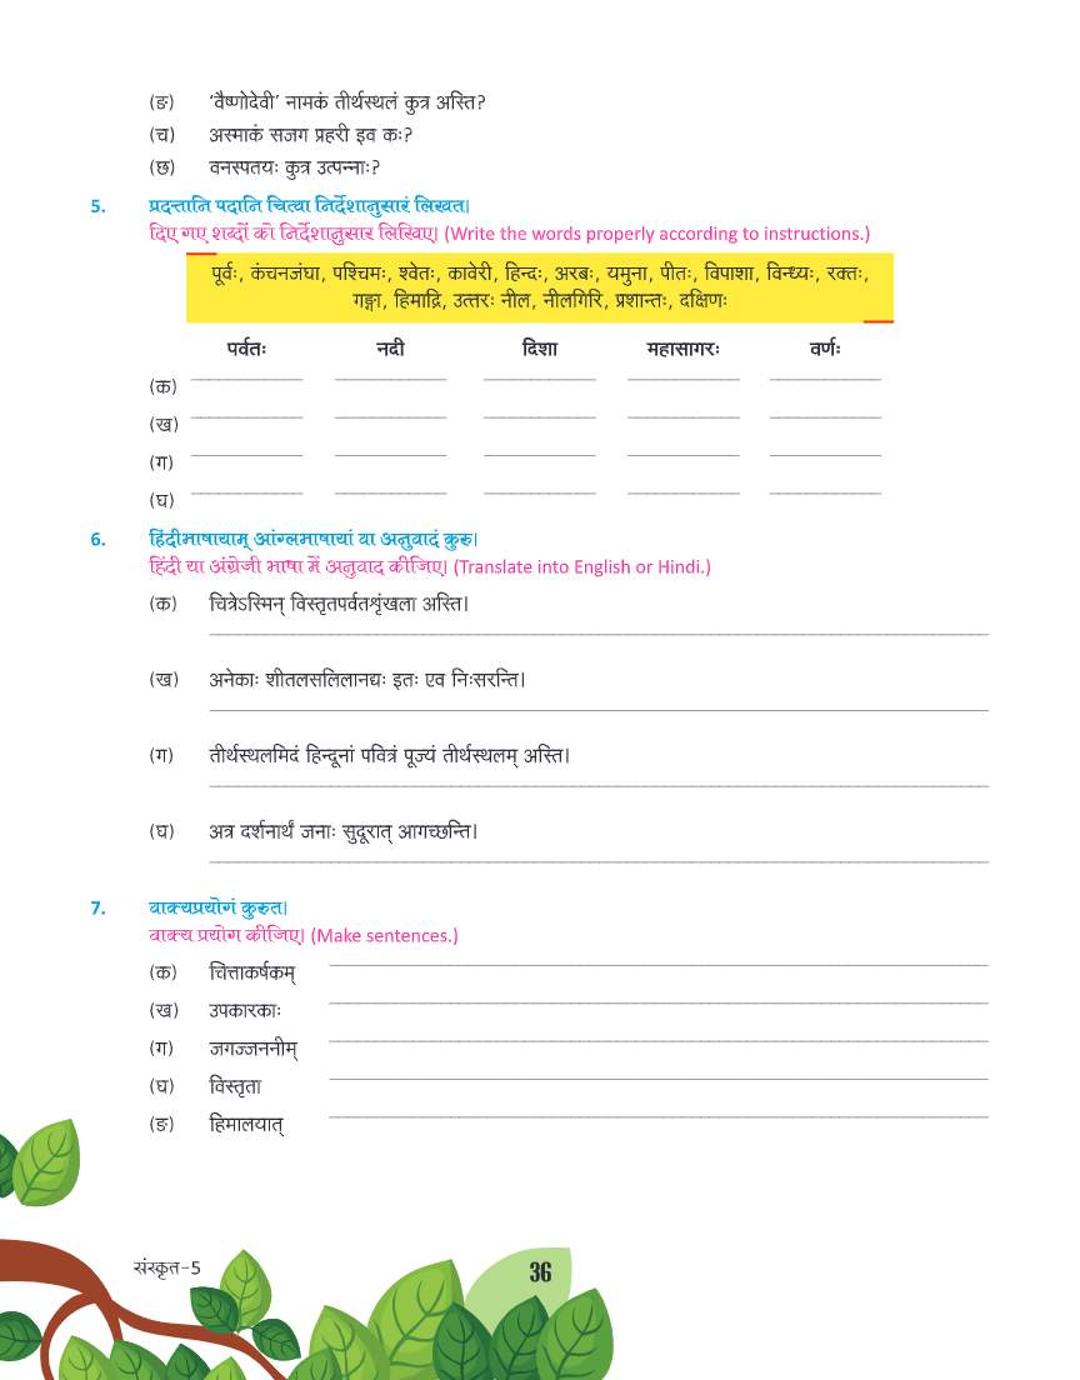 (ङ) 'वैष्णोदेवी' नामकं तीर्थस्थलं कुत्र अस्ति?
(च) अस्माकं सजग प्रहरी इव कः?
(छ) वनस्पतयः कुत्र उत्पन्नाः?
5. प्रदत्तानि पदानि चित्वा निर्देशानुसारं लिखत।
दिए गए शब्दों को निर्देशानुसार लिखिए। (Write the words properly according to instructions.)
पूर्वः, कंचनजंघा, पश्चिमः, श्वेतः, कावेरी, हिन्दः, अरबः, यमुना, पीतः, विपाशा, विन्ध्यः, रक्तः,
गङ्गा, हिमाद्रि, उत्तरः नील, नीलगिरि, प्रशान्तः, दक्षिणः
पर्वतः नदी दिशा महासागरः वर्णः
(क)
(ख)
(ग)
(घ)
6. हिंदीभाषायाम् आंग्लभाषायां वा अनुवादं कुरु।
हिंदी या अंग्रेजी भाषा में अनुवाद कीजिए। (Translate into English or Hindi.)
(क) चित्रेऽस्मिन् विस्तृतपर्वतशृंखला अस्ति।
(ख) अनेकाः शीतलसलिलानद्यः इतः एव निःसरन्ति।
(ग) तीर्थस्थलमिदं हिन्दूनां पवित्रं पूज्यं तीर्थस्थलम् अस्ति।
(घ) अत्र दर्शनार्थं जनाः सुदूरात् आगच्छन्ति।
7. वाक्यप्रयोगं कुरुत।
वाक्य प्रयोग कीजिए। (Make sentences.)
(क) चित्ताकर्षकम्
(ख) उपकारकाः
(ग) जगज्जननीम्
(घ) विस्तृता
(ङ) हिमालयात्
संस्कृत-5
36